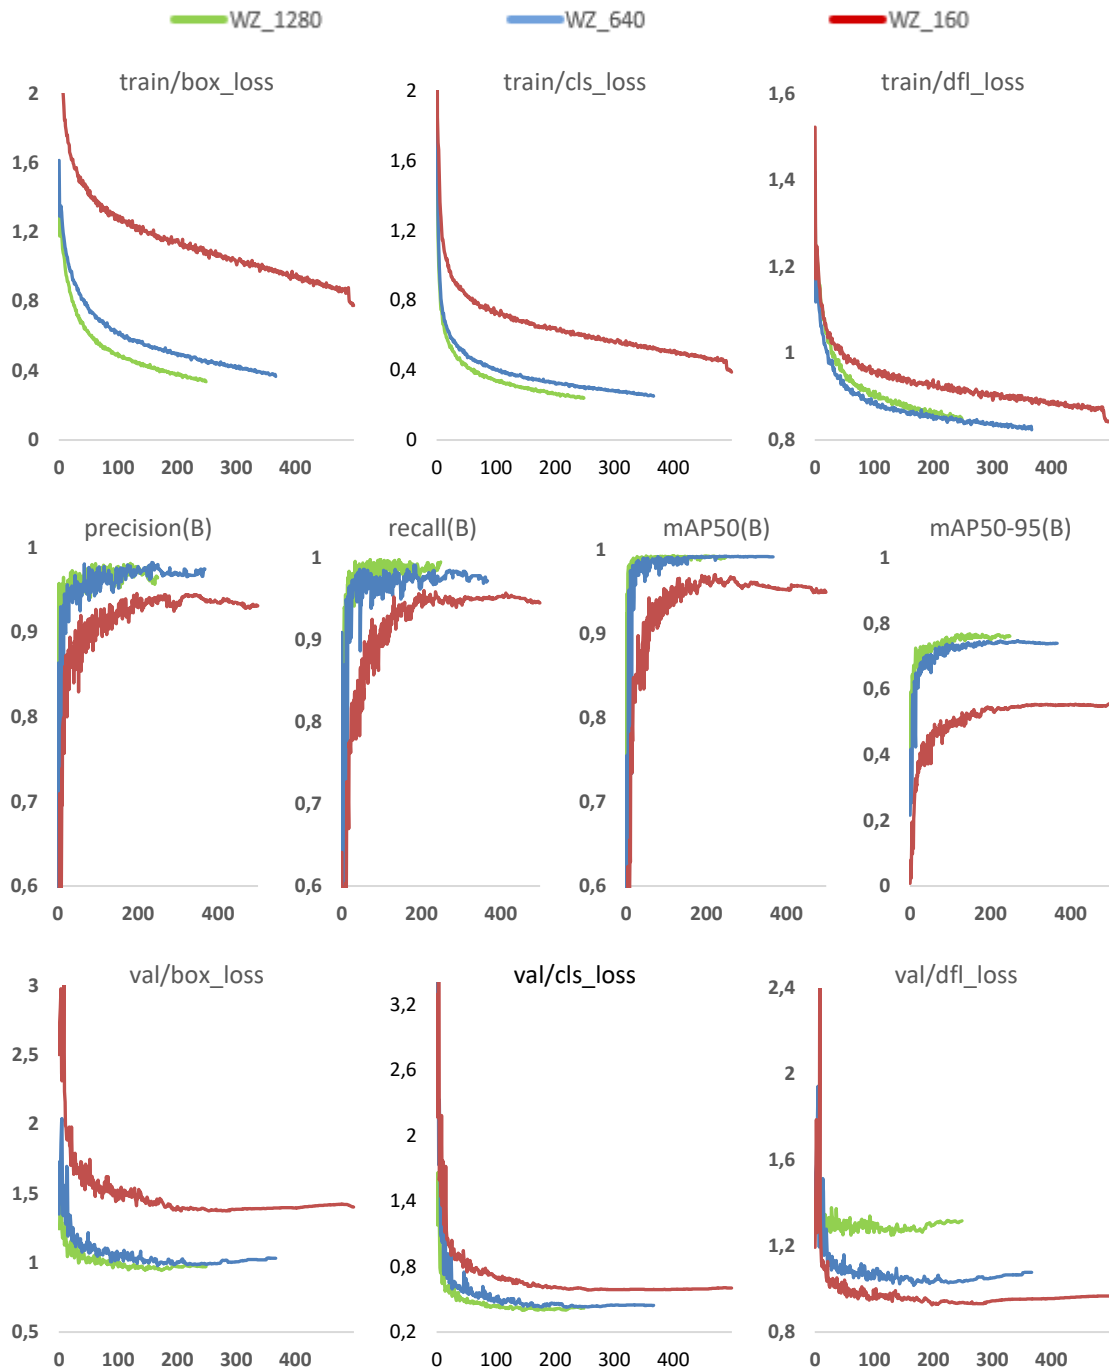 WZ_1280 WZ_640 WZ_160
train/box_loss train/cls_loss train/dfl_loss
2 2 1,6
1,6 1,6 1,4
1,2 1,2 1,2
0,8 0,8 1
0,4 0,4
0 0 0,8
0 100 200 300 400 0 100 200 300 400 0 100 200 300 400
precision(B) recall(B) mAP50(B) mAP50-95(B)
1 1 1 1
0,9 0,9 0,9 0,8
0,8 0,8 0,8 0,6
0,4
0,7 0,7 0,7 0,2
0,6 0,6 0,6 0
0 200 400 0 200 400 0 200 400 0 200 400
val/box_loss val/cls_loss val/dfl_loss
3 3,2 2,4
2,5 2,6 2
2 2 1,6
1,5 1,4
1 0,8 1,2
0,5 0,2 0,8
0 100 200 300 400 0 100 200 300 400 0 100 200 300 400